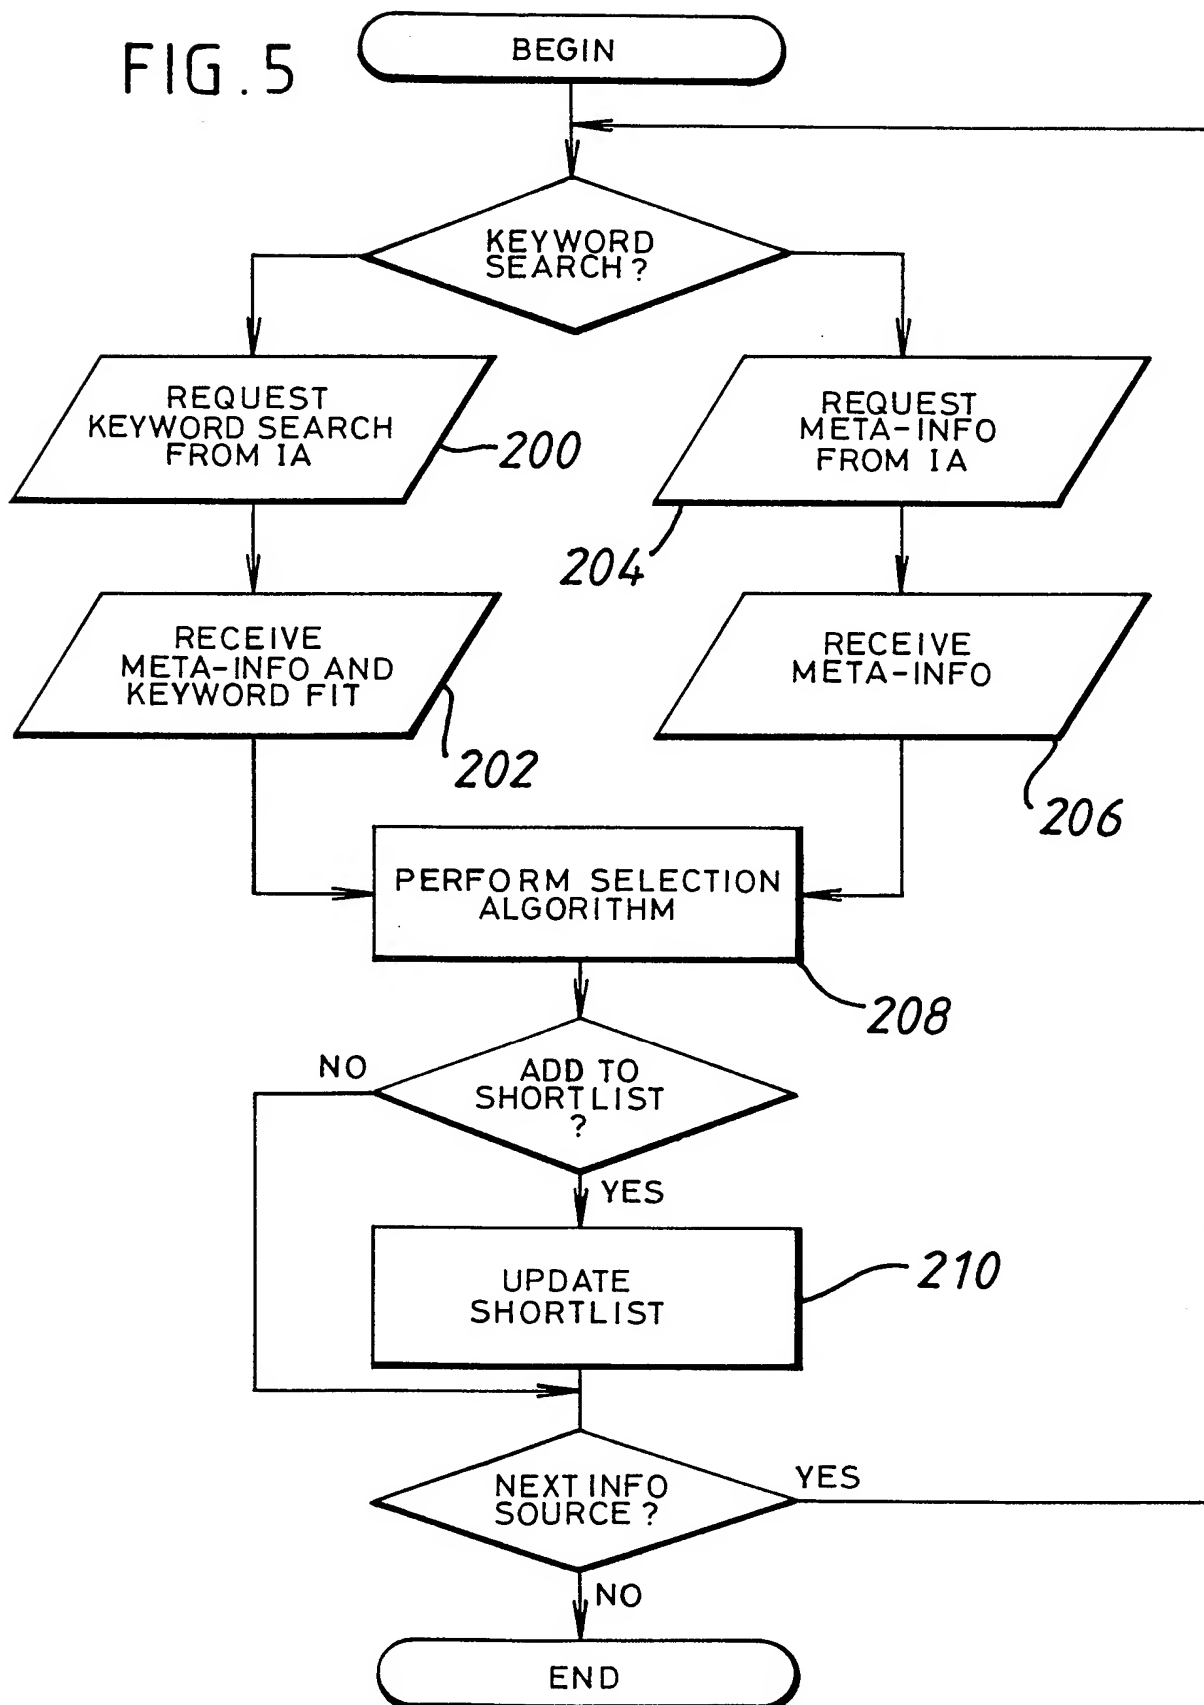 FIG. 5
BEGIN
KEYWORD
SEARCH?
REQUEST
KEYWORD SEARCH
FROM IA
200
REQUEST
META-INFO
FROM IA
204
RECEIVE
META-INFO AND
KEYWORD FIT
202
RECEIVE
META-INFO
206
PERFORM SELECTION
ALGORITHM
208
NO
ADD TO
SHORTLIST
?
YES
UPDATE
SHORTLIST
210
NEXT INFO
SOURCE?
YES
NO
END